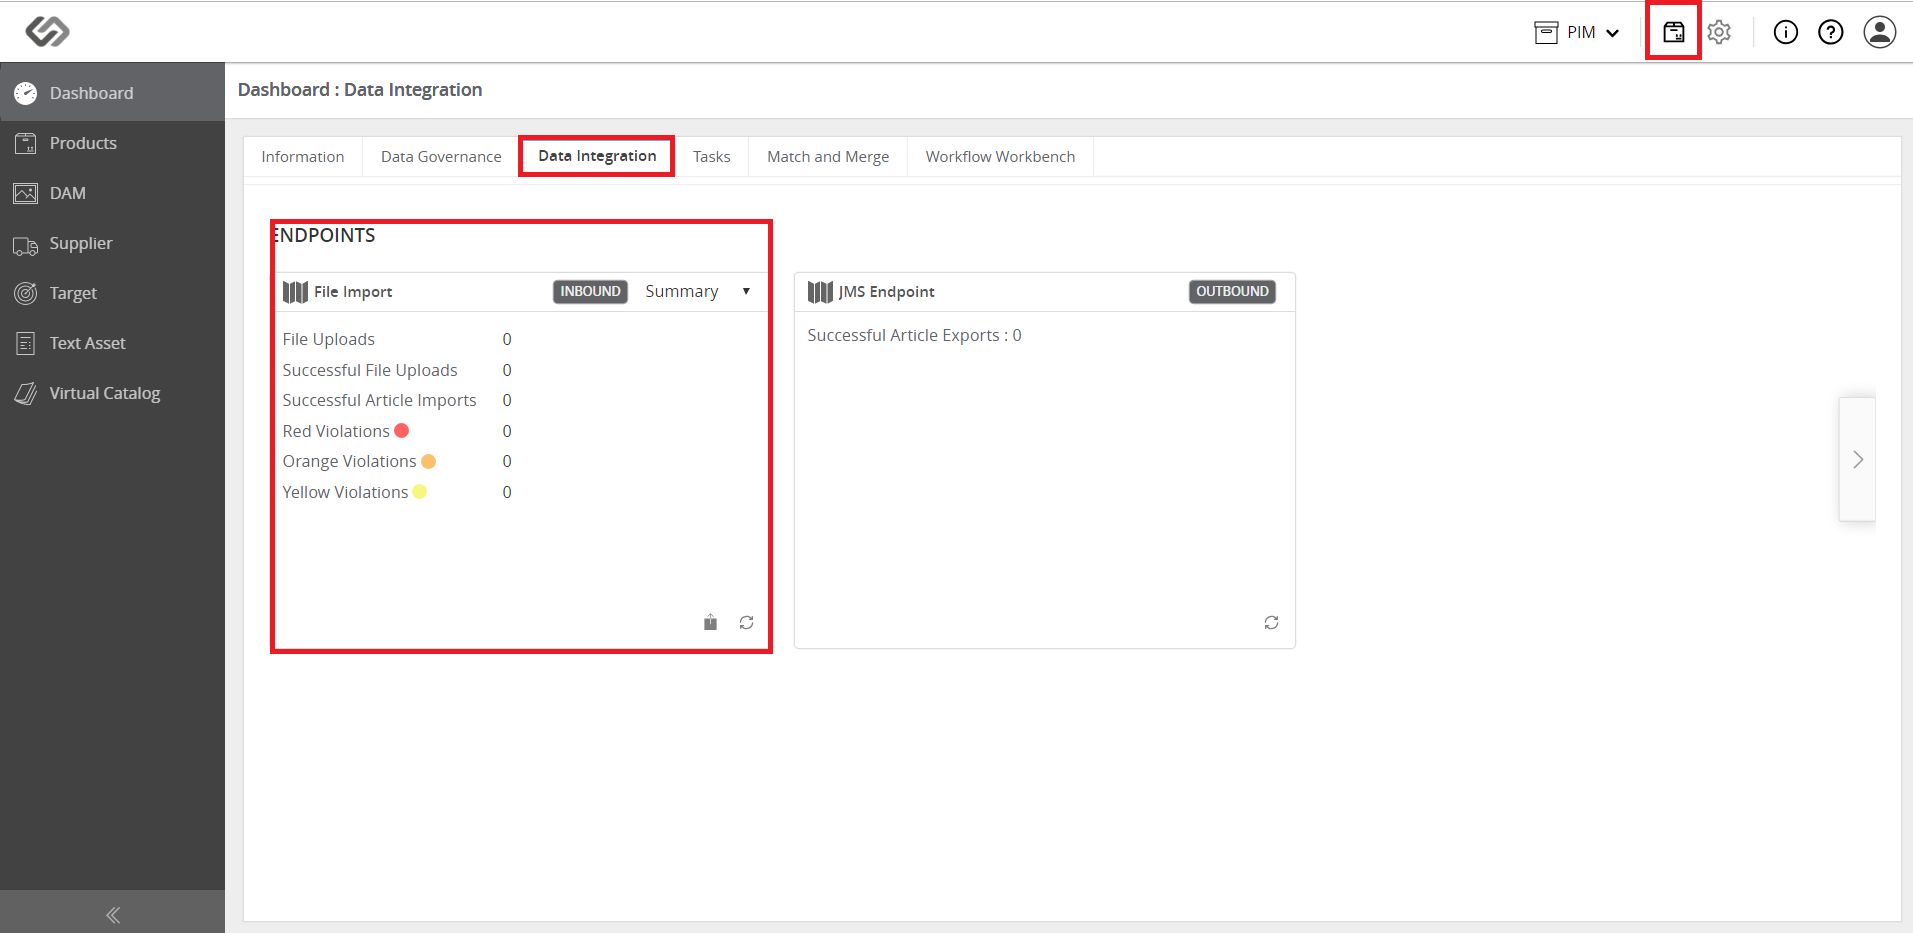 PIM
Dashboard
Products
DAM
Supplier
Target
Text Asset
Virtual Catalog
Dashboard : Data Integration
Information
Data Governance
Data Integration
Tasks
Match and Merge
Workflow Workbench
ENDPOINTS
File Import
INBOUND
Summary
File Uploads 0
Successful File Uploads 0
Successful Article Imports 0
Red Violations 0
Orange Violations 0
Yellow Violations 0
JMS Endpoint
OUTBOUND
Successful Article Exports : 0